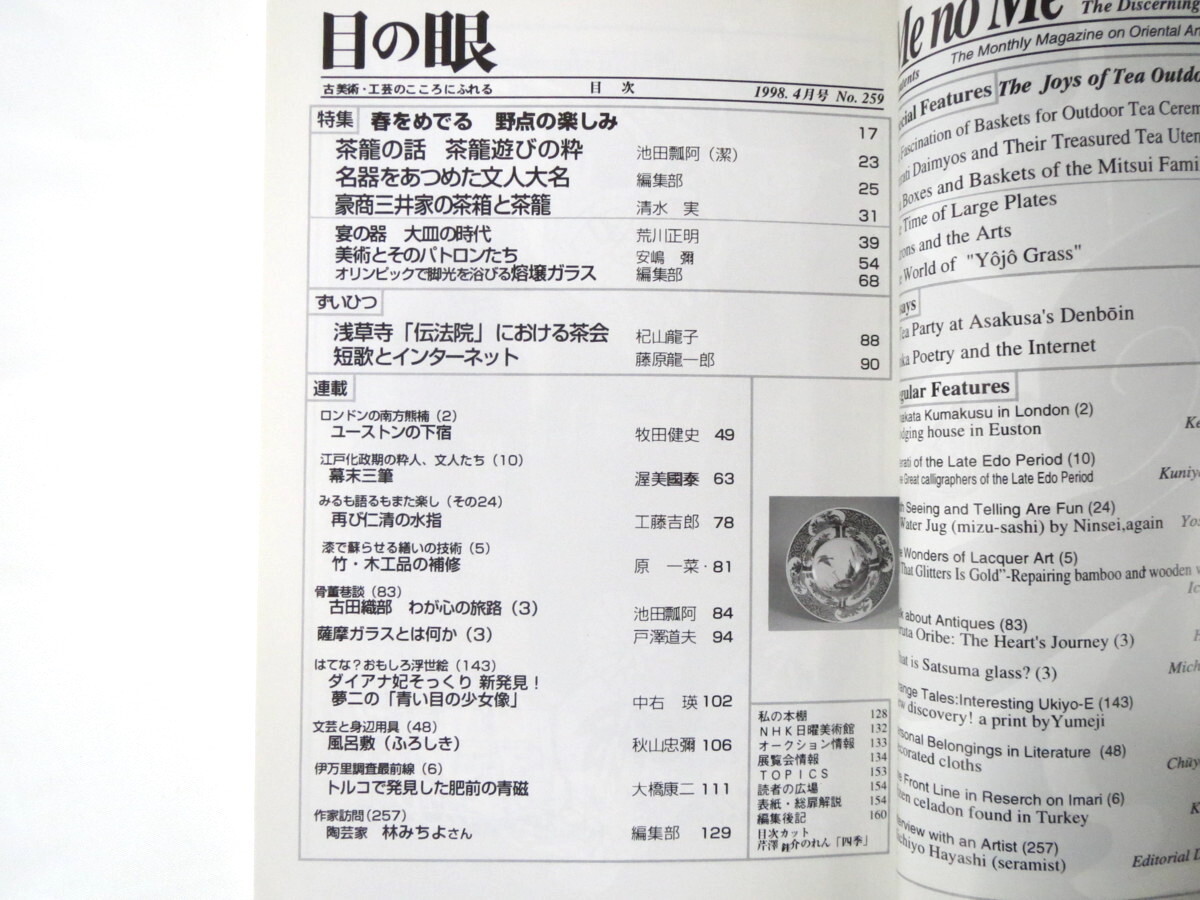 目の眼
古美術・工芸のこころにふれる 目次 1998. 4月号 No. 259
特集 春をめでる 野点の楽しみ 17
茶籠の話 茶籠遊びの粋 池田瓢阿（潔） 23
名器をあつめた文人大名 編集部 25
豪商三井家の茶箱と茶籠 清水 実 31
宴の器 大皿の時代 荒川正明 39
美術とそのパトロンたち 安嶋 彌 54
オリンピックで脚光を浴びる熔壌ガラス 編集部 68
ずいひつ
浅草寺「伝法院」における茶会 杞山龍子 88
短歌とインターネット 藤原龍一郎 90
連載
ロンドンの南方熊楠（2）
ユーストンの下宿 牧田健史 49
江戸化政期の粋人、文人たち（10）
幕末三筆 渥美國泰 63
みるも語るもまた楽し（その24）
再び仁清の水指 工藤吉郎 78
漆で蘇らせる繕いの技術（5）
竹・木工品の補修 原 一菜・81
骨董巷談（83）
古田織部 わが心の旅路（3） 池田瓢阿 84
薩摩ガラスとは何か（3） 戸澤道夫 94
はてな？おもしろ浮世絵（143）
ダイアナ妃そっくり 新発見！
夢二の「青い目の少女像」 中右 瑛 102
文芸と身辺用具（48）
風呂敷（ふろしき） 秋山忠彌 106
伊万里調査最前線（6）
トルコで発見した肥前の青磁 大橋康二 111
作家訪問(257)
陶芸家 林みちよさん 編集部 129
私の本棚 128
ＮＨＫ日曜美術館 132
オークション情報 133
展覧会情報 134
ＴＯＰＩＣＳ 153
読者の広場 154
表紙・総扉解説 154
編集後記 160
目次カット
芹澤銈介のれん「四季」
Me no Me The Discerning
The Monthly Magazine on Oriental
Features The Joys of Tea
Fascination of Baskets for Outdoor Tea
Daimyos and Their Treasured Tea
Boxes and Baskets of the Mitsui
Time of Large Plates
and the Arts
World of "Yôjô Grass"
Tea Party at Asakusa's Denbōin
Poetry and the Internet
Features
Kumakusu in London (2)
house in Euston
of the Late Edo Period (10)
Great calligraphers of the Late Edo Period
Seeing and Telling Are Fun (24)
Water Jug (mizu-sashi) by Ninsei,again
Wonders of Lacquer Art (5)
That Glitters Is Gold"-Repairing bamboo and wooden
about Antiques (83)
Oribe: The Heart's Journey (3)
is Satsuma glass? (3)
Tales:Interesting Ukiyo-E (143)
discovery! a print byYumeji
Belongings in Literature (48)
cloths
Front Line in Reserch on Imari (6)
celadon found in Turkey
with an Artist (257)
Hayashi (seramist)
Editorial